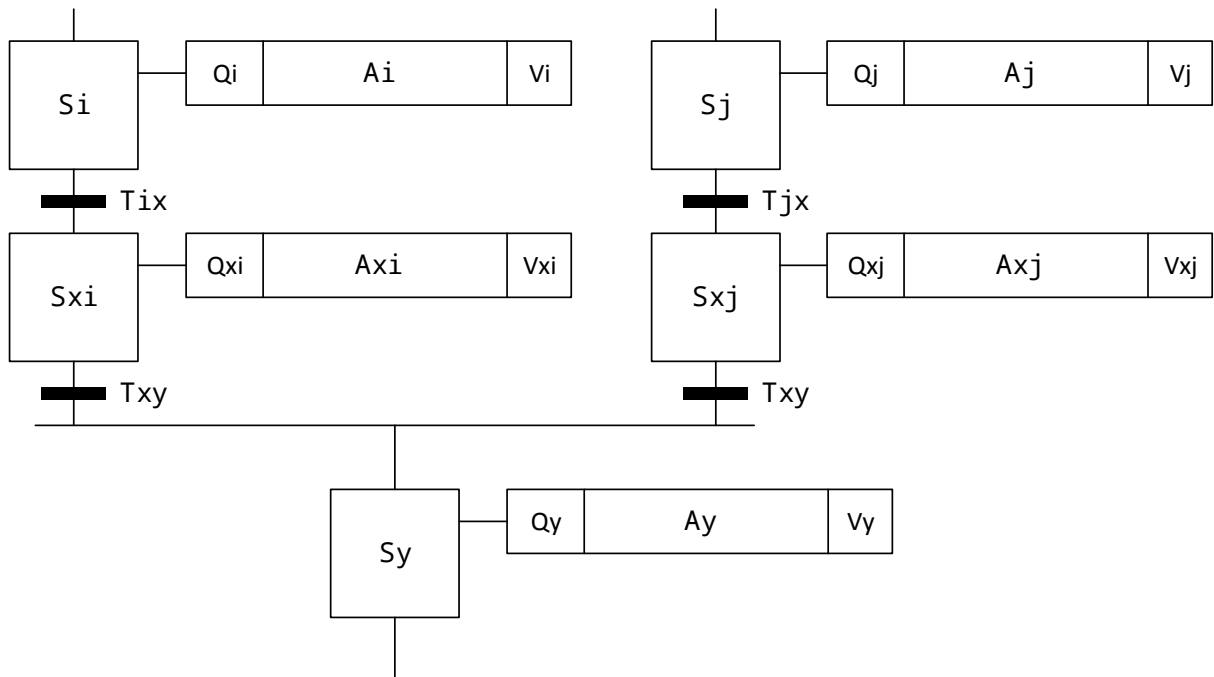 Si Qi Ai Vi Sj Qj Aj Vj
Tix Tjx
Sxi Qxi Axi Vxi Sxj Qxj Axj Vxj
Txy Txy
Sy Qy Ay Vy